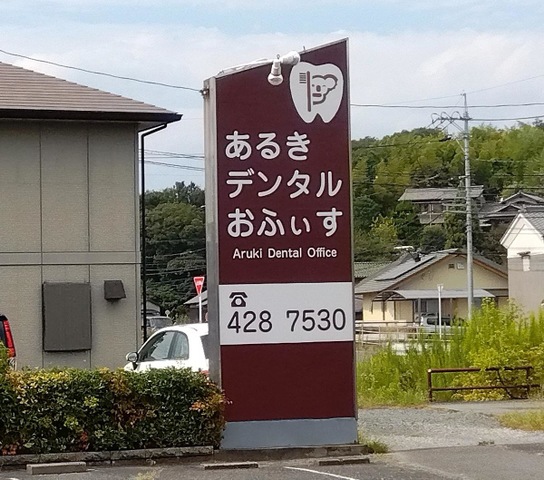 あるき
デンタル
おふぃす
Aruki Dental Office
☎
428 7530